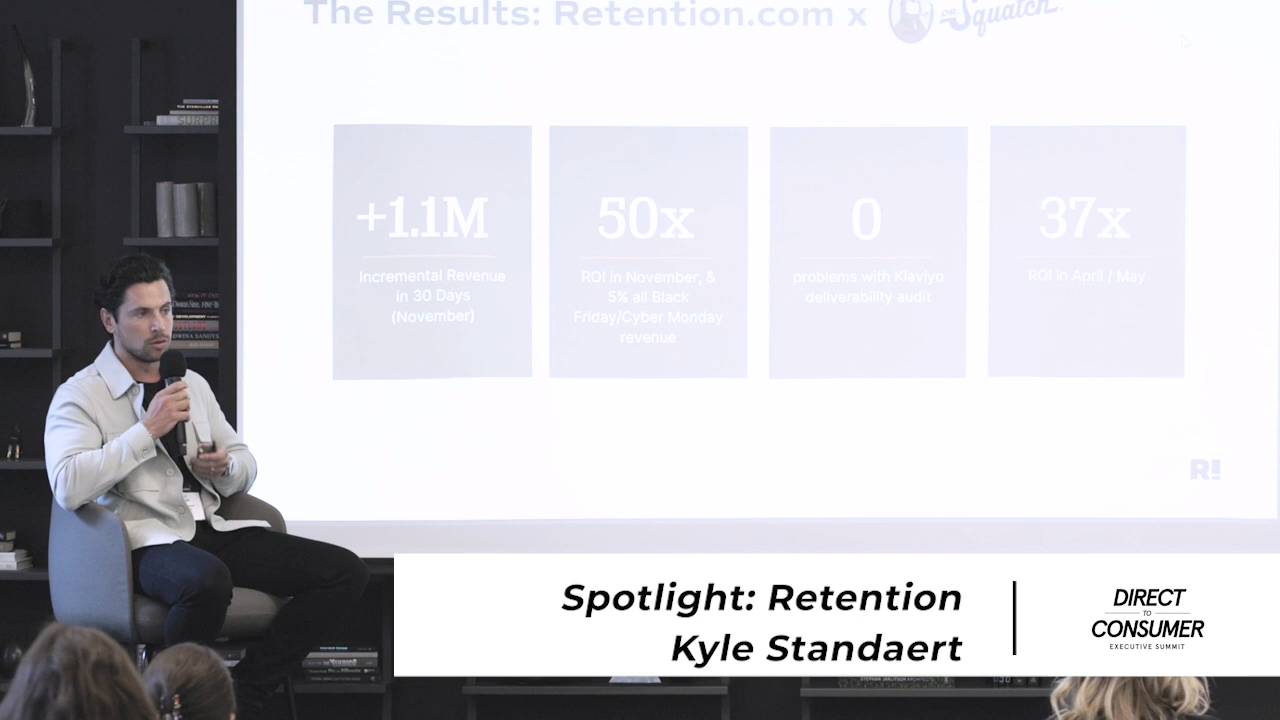 The Results: Retention.com x DR. Squatch
+1.1M
Incremental Revenue
in 30 Days
(November)
50x
ROI in November, &
5% all Black
Friday/Cyber Monday
revenue
0
problems with Klaviyo
deliverability audit
37x
ROI in April / May
R!
Spotlight: Retention
Kyle Standaert
DIRECT
TO
CONSUMER
EXECUTIVE SUMMIT